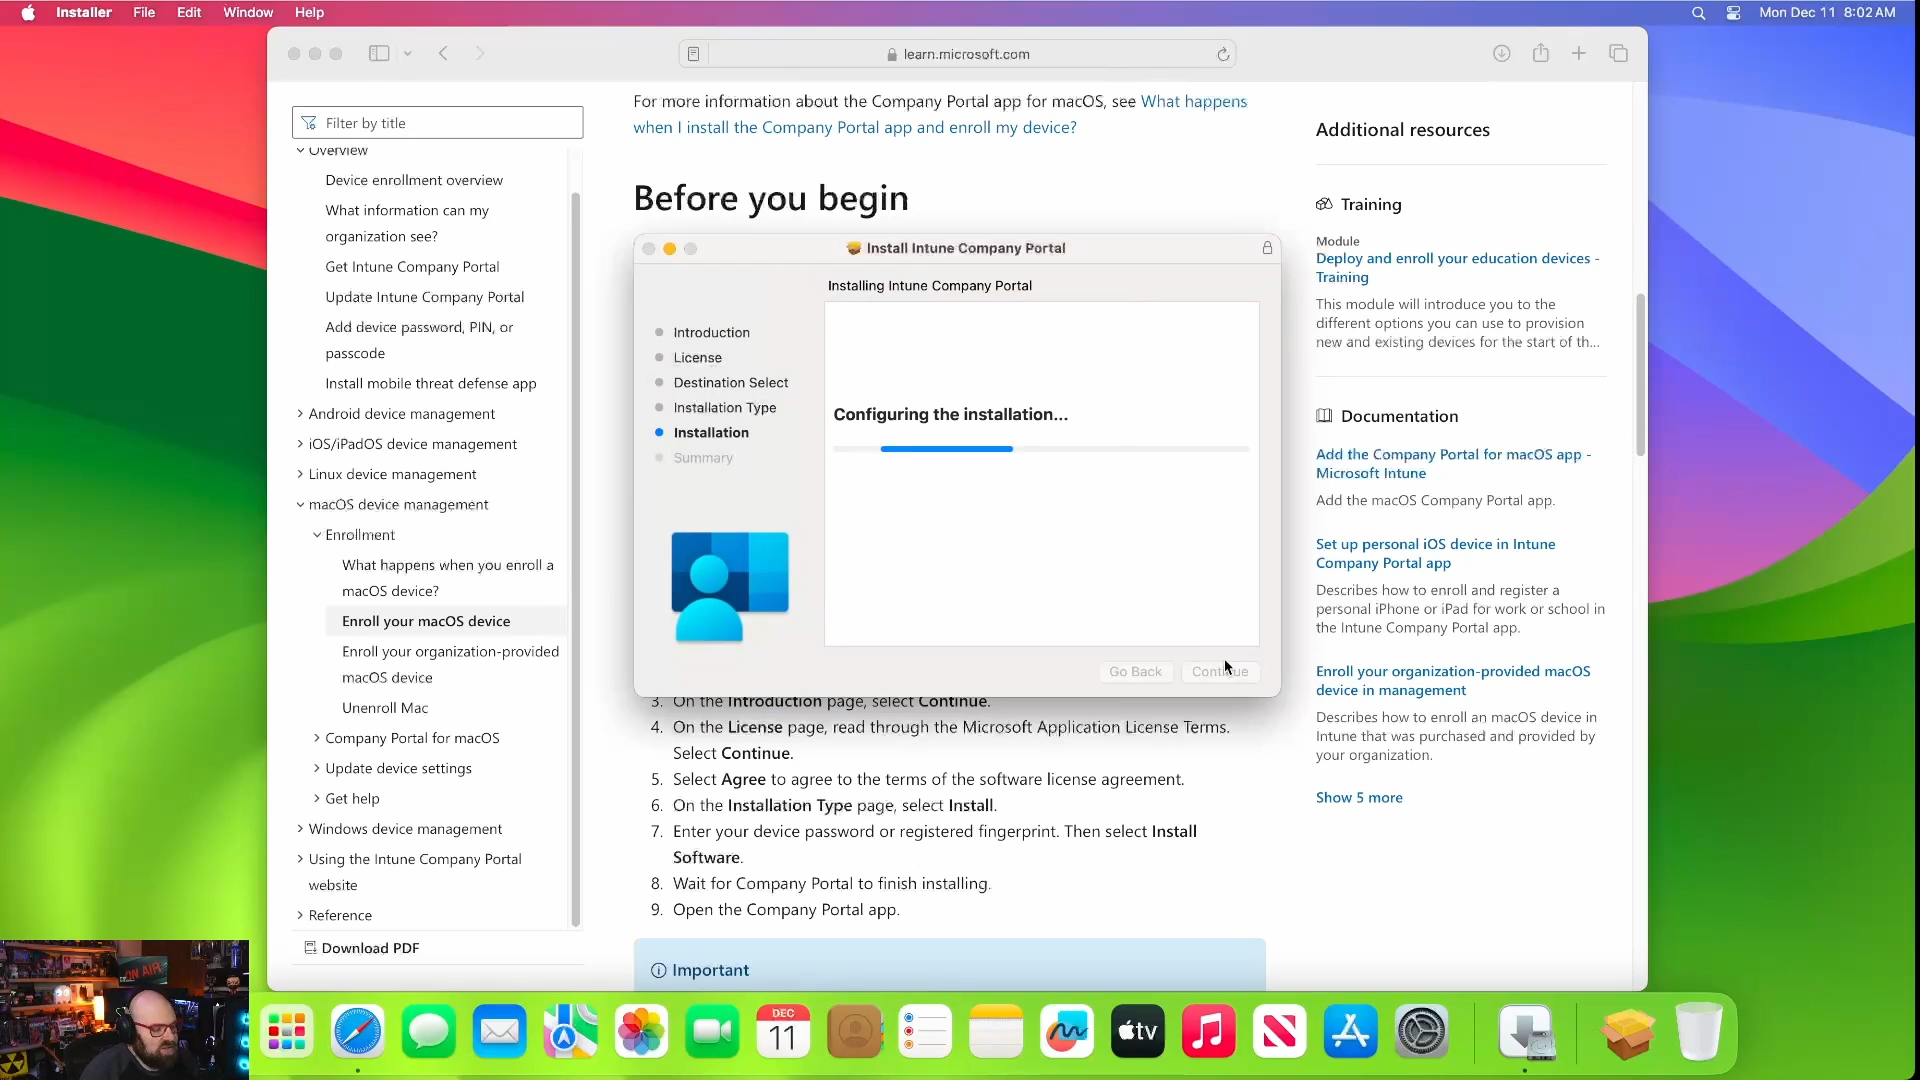 Installer File Edit Window Help
Mon Dec 11 8:02 AM
learn.microsoft.com
Filter by title
Overview
Device enrollment overview
What information can my
organization see?
Get Intune Company Portal
Update Intune Company Portal
Add device password, PIN, or
passcode
Install mobile threat defense app
Android device management
iOS/iPadOS device management
Linux device management
macOS device management
Enrollment
What happens when you enroll a
macOS device?
Enroll your macOS device
Enroll your organization-provided
macOS device
Unenroll Mac
Company Portal for macOS
Update device settings
Get help
Windows device management
Using the Intune Company Portal
website
Reference
Download PDF
For more information about the Company Portal app for macOS, see What happens
when I install the Company Portal app and enroll my device?
Before you begin
Install Intune Company Portal
Installing Intune Company Portal
Introduction
License
Destination Select
Installation Type
Installation
Summary
Configuring the installation...
Go Back Continue
3. On the Introduction page, select Continue.
4. On the License page, read through the Microsoft Application License Terms.
Select Continue.
5. Select Agree to agree to the terms of the software license agreement.
6. On the Installation Type page, select Install.
7. Enter your device password or registered fingerprint. Then select Install
Software.
8. Wait for Company Portal to finish installing.
9. Open the Company Portal app.
Important
Additional resources
Training
Module
Deploy and enroll your education devices -
Training
This module will introduce you to the
different options you can use to provision
new and existing devices for the start of th...
Documentation
Add the Company Portal for macOS app -
Microsoft Intune
Add the macOS Company Portal app.
Set up personal iOS device in Intune
Company Portal app
Describes how to enroll and register a
personal iPhone or iPad for work or school in
the Intune Company Portal app.
Enroll your organization-provided macOS
device in management
Describes how to enroll an macOS device in
Intune that was purchased and provided by
your organization.
Show 5 more
ON AIR
DEC
11
tv